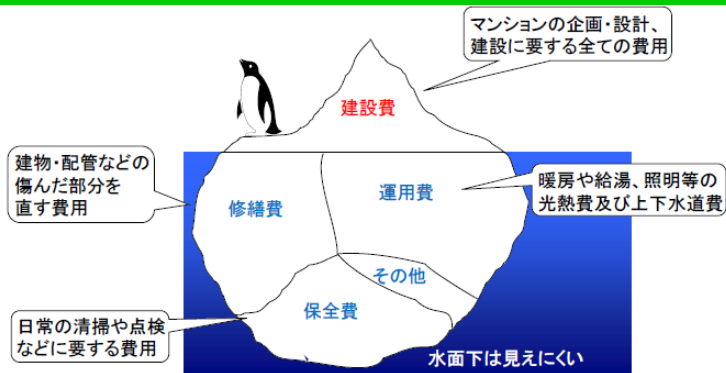 マンションの企画・設計、
建設に要する全ての費用
建設費
建物・配管などの
傷んだ部分を
直す費用
修繕費
運用費
暖房や給湯、照明等の
光熱費及び上下水道費
その他
保全費
日常の清掃や点検
などに要する費用
水面下は見えにくい